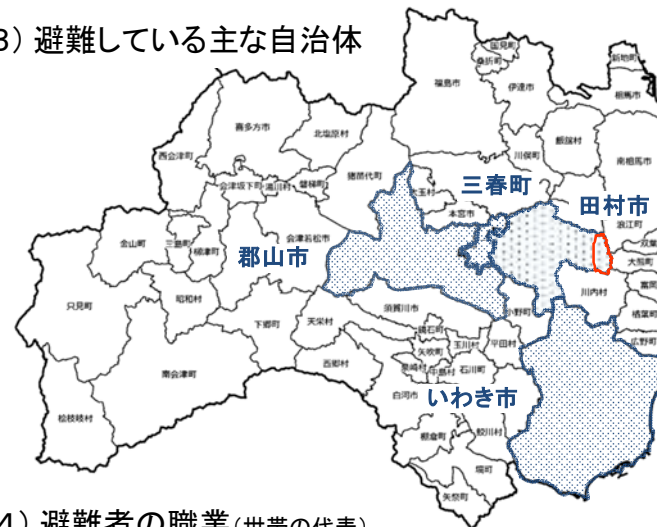 3) 避難している主な自治体
国見町
桑折町
新地町
福島市
伊達市
相馬市
喜多方市
北塩原村
飯舘村
川俣町
西会津町
猪苗代町
南相馬市
三春町
会津坂下町
湯川村
磐梯町
大玉村
本宮市
田村市
浪江町
金山町
三島町
柳津町
会津若松市
郡山市
双葉
大熊町
只見町
昭和村
川内村
富岡
下郷町
天栄村
須賀川市
小野町
楢葉町
鏡石町
広野町
西郷村
矢吹町
玉川村
平田村
南会津町
泉崎村
中島村
石川町
白河市
いわき市
桧枝岐村
棚倉町
鮫川村
塙町
矢祭町
4) 避難者の職業(世帯の代表)